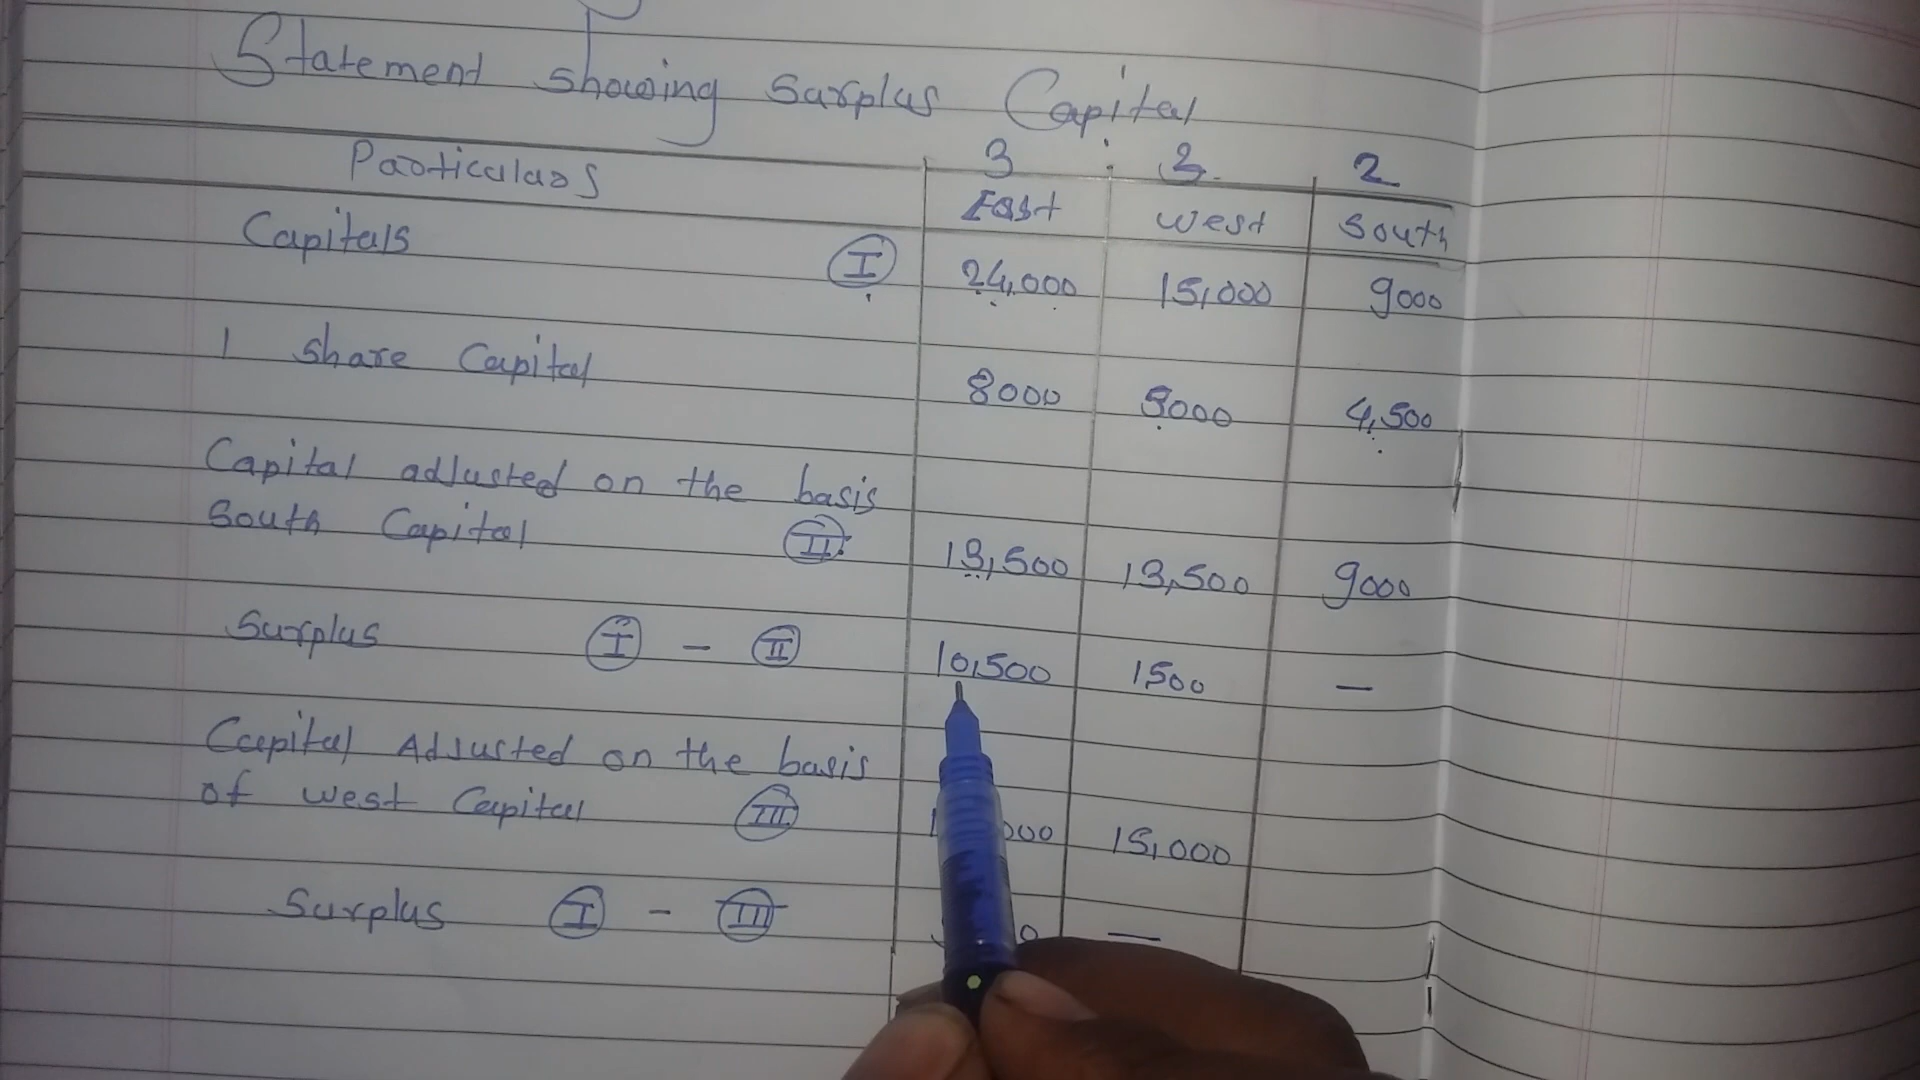 Statement showing Surplus Capital
3 : 3 2
Particulars East West South
Capitals I 24,000 15,000 9000
1 Share Capital 8000 5000 4,500
Capital adjusted on the basis
South Capital II 13,500 13,500 9000
Surplus I - II 10,500 1500 —
Capital Adjusted on the basis
of West Capital III 15,000
Surplus I - III —